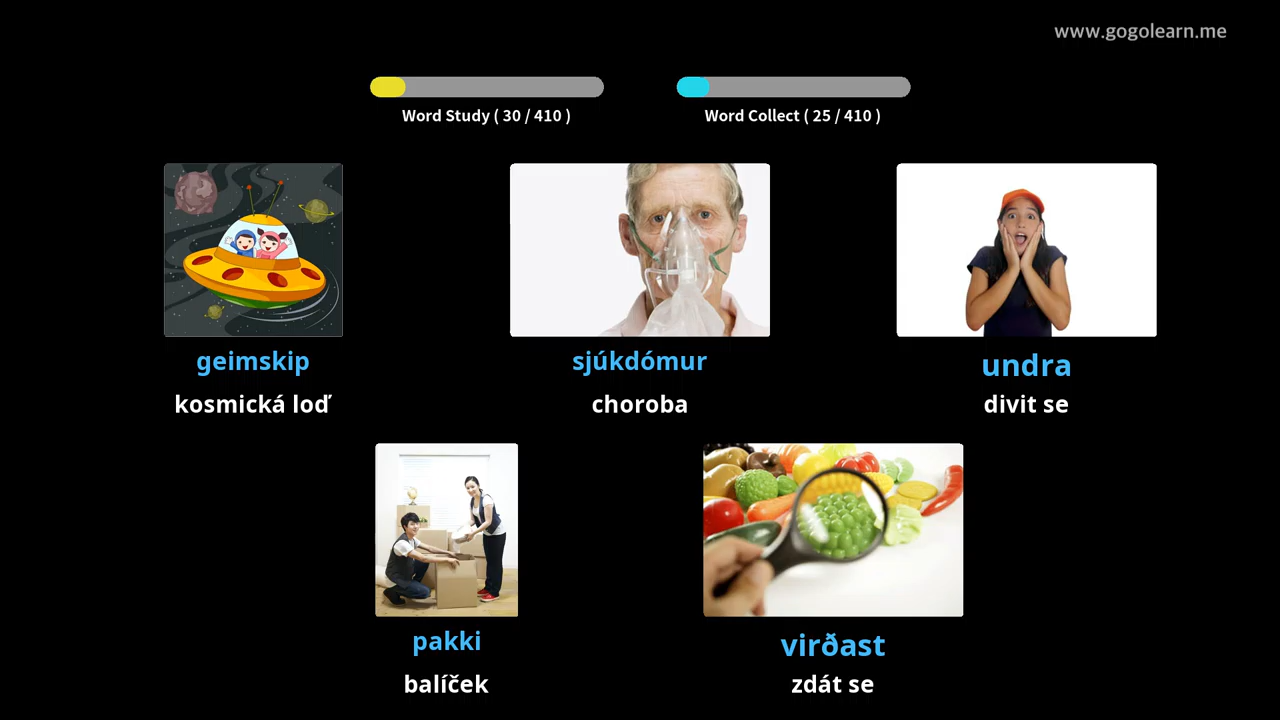 www.gogolearn.me
Word Study ( 30 / 410 )
Word Collect ( 25 / 410 )
geimskip
kosmická loď
sjúkdómur
choroba
undra
divit se
pakki
balíček
virðast
zdát se